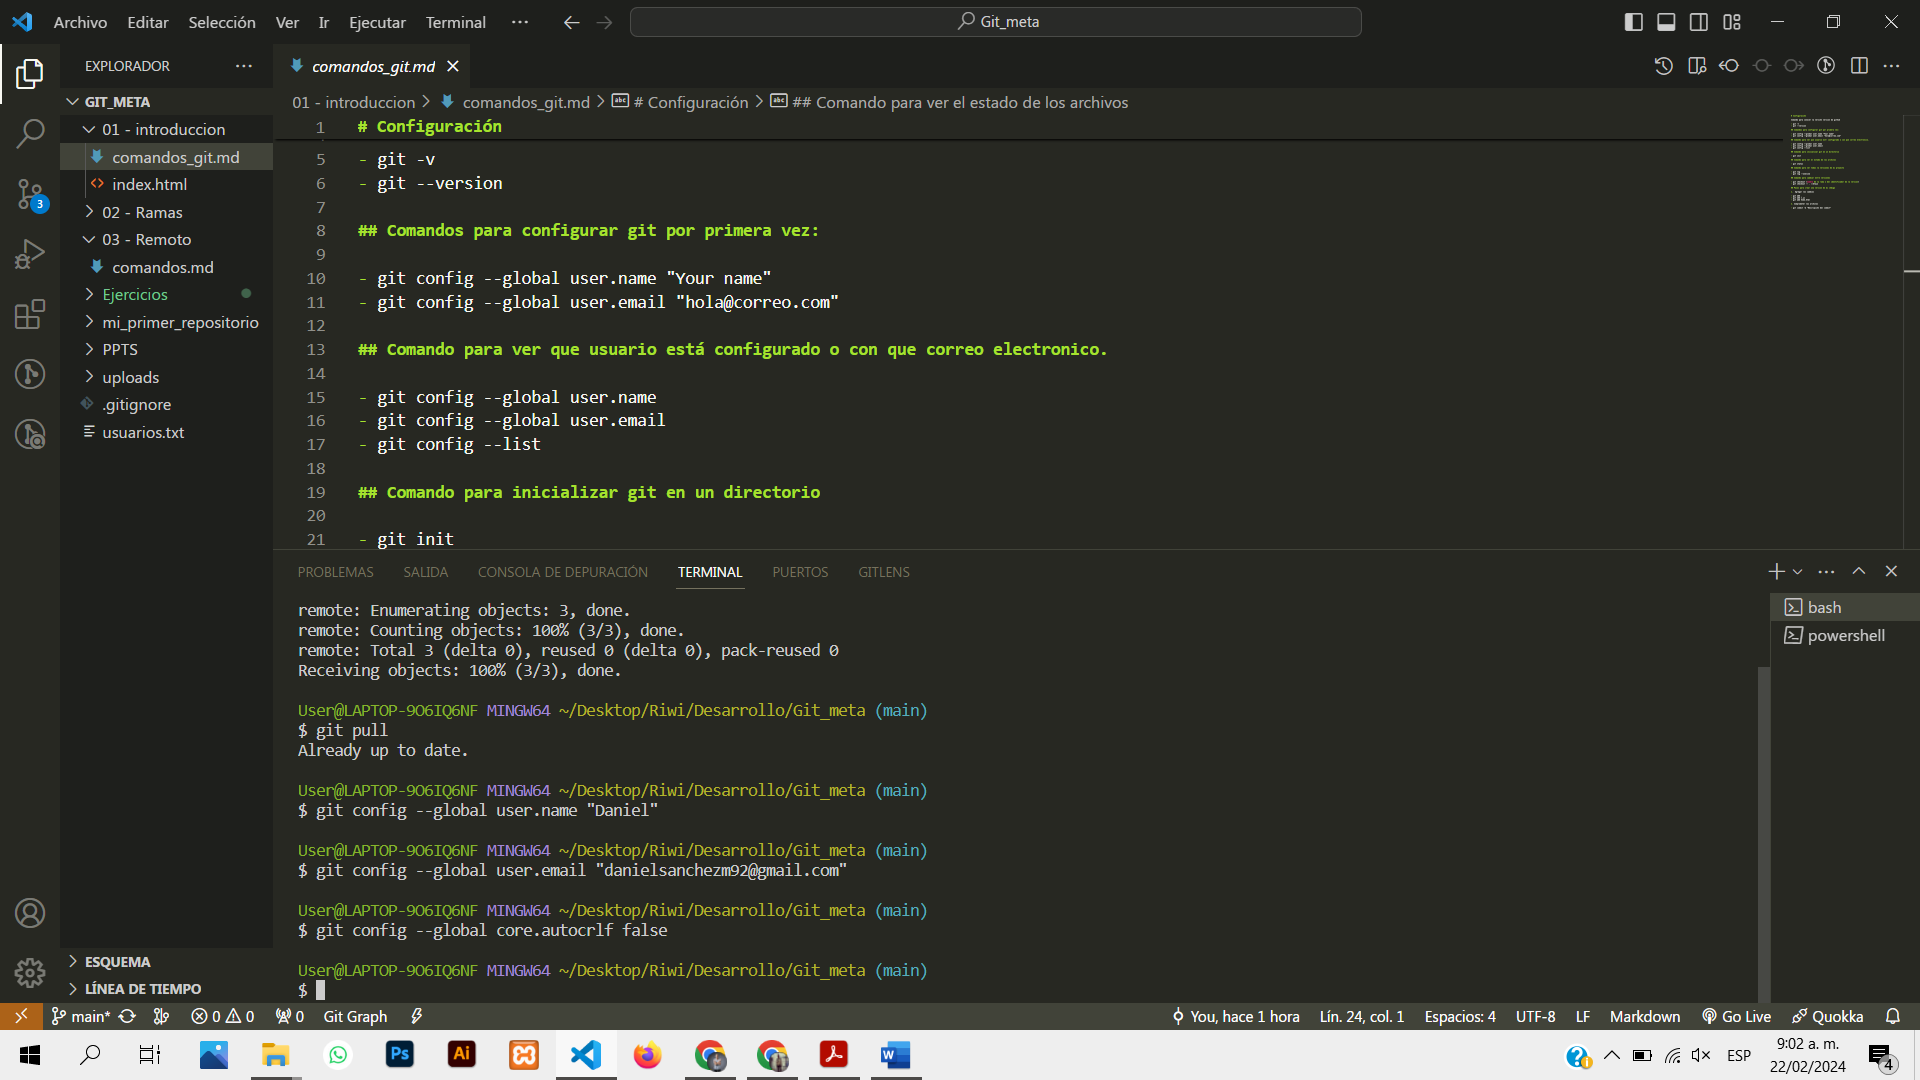 Archivo Editar Selección Ver Ir Ejecutar Terminal ··· Git_meta
EXPLORADOR ···
comandos_git.md
GIT_META
01 - introduccion
comandos_git.md
index.html
02 - Ramas
03 - Remoto
comandos.md
Ejercicios
mi_primer_repositorio
PPTS
uploads
.gitignore
usuarios.txt
3
ESQUEMA
LÍNEA DE TIEMPO
01 - introduccion > comandos_git.md > # Configuración > ## Comando para ver el estado de los archivos
1 # Configuración
5 - git -v
6 - git --version
7
8 ## Comandos para configurar git por primera vez:
9
10 - git config --global user.name "Your name"
11 - git config --global user.email "hola@correo.com"
12
13 ## Comando para ver que usuario está configurado o con que correo electronico.
14
15 - git config --global user.name
16 - git config --global user.email
17 - git config --list
18
19 ## Comando para inicializar git en un directorio
20
21 - git init
PROBLEMAS SALIDA CONSOLA DE DEPURACIÓN TERMINAL PUERTOS GITLENS
bash
powershell
remote: Enumerating objects: 3, done.
remote: Counting objects: 100% (3/3), done.
remote: Total 3 (delta 0), reused 0 (delta 0), pack-reused 0
Receiving objects: 100% (3/3), done.
User@LAPTOP-9O6IQ6NF MINGW64 ~/Desktop/Riwi/Desarrollo/Git_meta (main)
$ git pull
Already up to date.
User@LAPTOP-9O6IQ6NF MINGW64 ~/Desktop/Riwi/Desarrollo/Git_meta (main)
$ git config --global user.name "Daniel"
User@LAPTOP-9O6IQ6NF MINGW64 ~/Desktop/Riwi/Desarrollo/Git_meta (main)
$ git config --global user.email "danielsanchezm92@gmail.com"
User@LAPTOP-9O6IQ6NF MINGW64 ~/Desktop/Riwi/Desarrollo/Git_meta (main)
$ git config --global core.autocrlf false
User@LAPTOP-9O6IQ6NF MINGW64 ~/Desktop/Riwi/Desarrollo/Git_meta (main)
$
main* 0 0 0 Git Graph You, hace 1 hora Lín. 24, col. 1 Espacios: 4 UTF-8 LF Markdown Go Live Quokka
Ps Ai W ESP 9:02 a. m.
22/02/2024 4